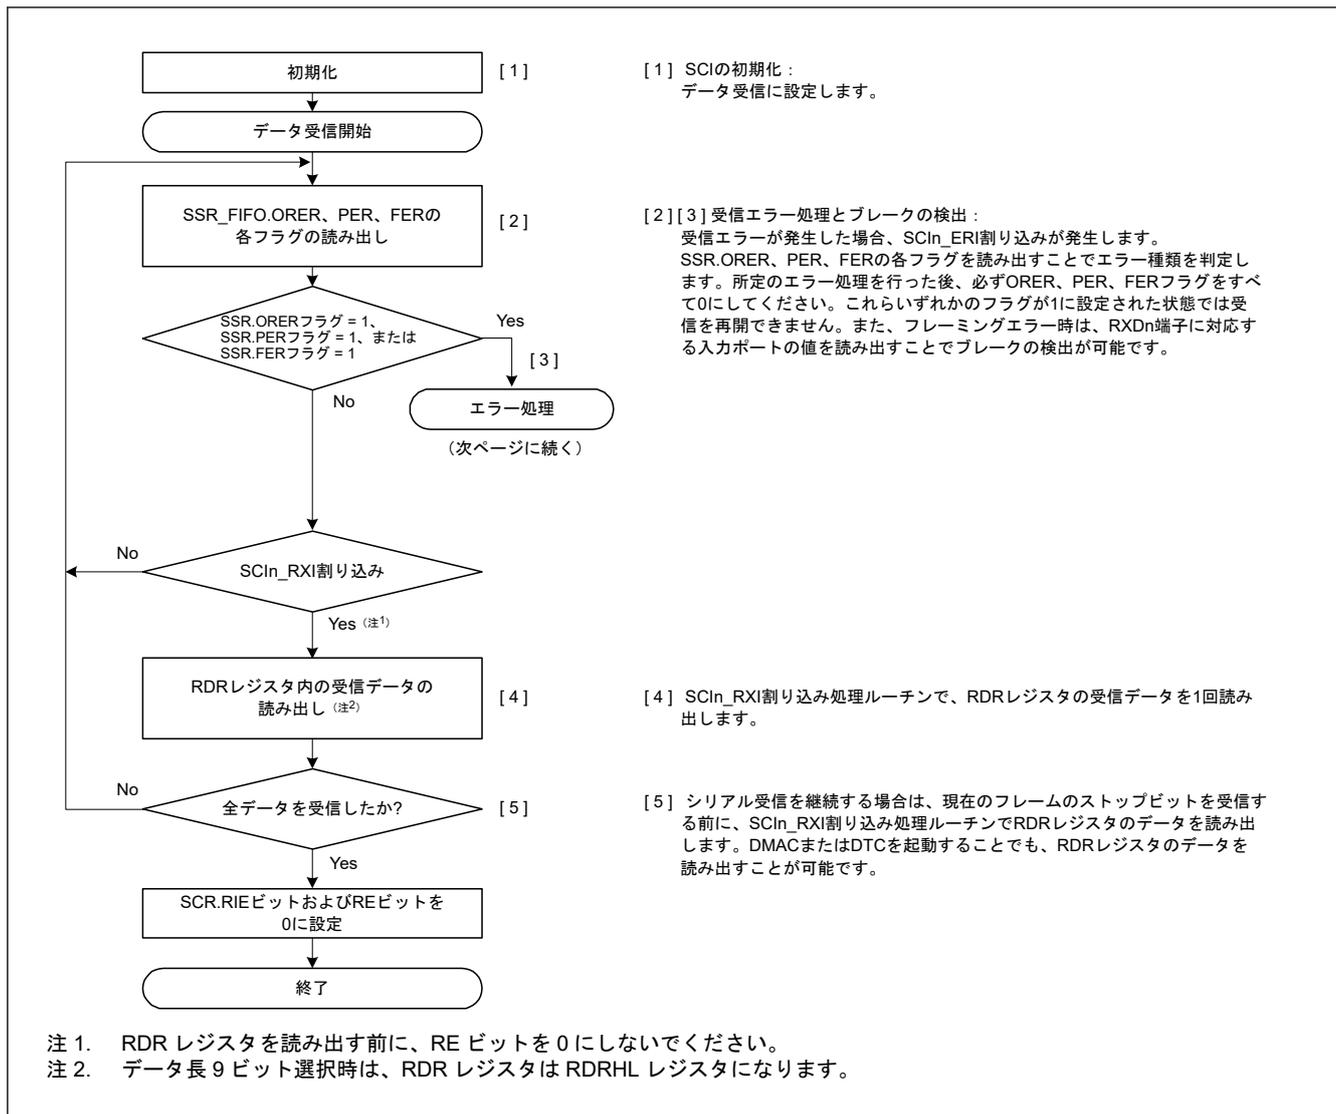 初期化
[ 1 ]
[ 1 ] SCIの初期化：
データ受信に設定します。
データ受信開始
SSR_FIFO.ORER、PER、FERの
各フラグの読み出し
[ 2 ]
[ 2 ] [ 3 ] 受信エラー処理とブレークの検出：
受信エラーが発生した場合、SCIn_ERI割り込みが発生します。
SSR.ORER、PER、FERの各フラグを読み出すことでエラー種類を判定し
ます。所定のエラー処理を行った後、必ずORER、PER、FERフラグをすべ
て0にしてください。これらいずれかのフラグが1に設定された状態では受
信を再開できません。また、フレーミングエラー時は、RXDn端子に対応す
る入力ポートの値を読み出すことでブレークの検出が可能です。
SSR.ORERフラグ = 1、
SSR.PERフラグ = 1、または
SSR.FERフラグ = 1
Yes
[ 3 ]
No
エラー処理
（次ページに続く）
No
SCIn_RXI割り込み
Yes（注1）
RDRレジスタ内の受信データの
読み出し（注2）
[ 4 ]
[ 4 ] SCIn_RXI割り込み処理ルーチンで、RDRレジスタの受信データを1回読み
出します。
No
全データを受信したか?
[ 5 ]
[ 5 ] シリアル受信を継続する場合は、現在のフレームのストップビットを受信す
る前に、SCIn_RXI割り込み処理ルーチンでRDRレジスタのデータを読み出
します。DMACまたはDTCを起動することでも、RDRレジスタのデータを
読み出すことが可能です。
Yes
SCR.RIEビットおよびREビットを
0に設定
終了
注 1. RDR レジスタを読み出す前に、RE ビットを 0 にしないでください。
注 2. データ長 9 ビット選択時は、RDR レジスタは RDRHL レジスタになります。